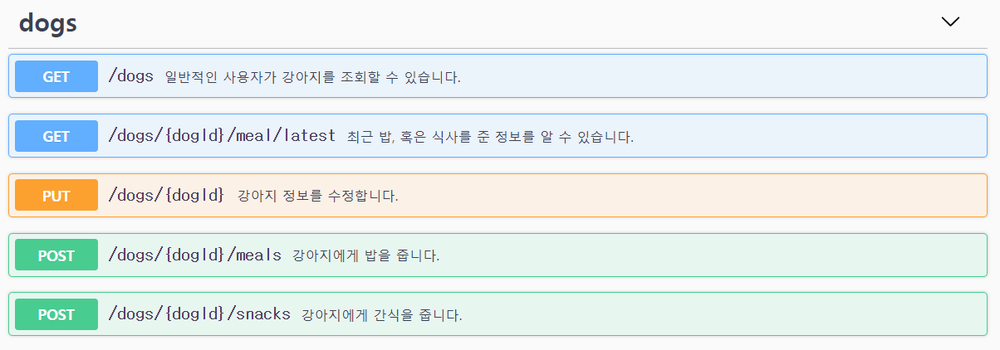 dogs
GET /dogs 일반적인 사용자가 강아지를 조회할 수 있습니다.
GET /dogs/{dogId}/meal/latest 최근 밥, 혹은 식사를 준 정보를 알 수 있습니다.
PUT /dogs/{dogId} 강아지 정보를 수정합니다.
POST /dogs/{dogId}/meals 강아지에게 밥을 줍니다.
POST /dogs/{dogId}/snacks 강아지에게 간식을 줍니다.